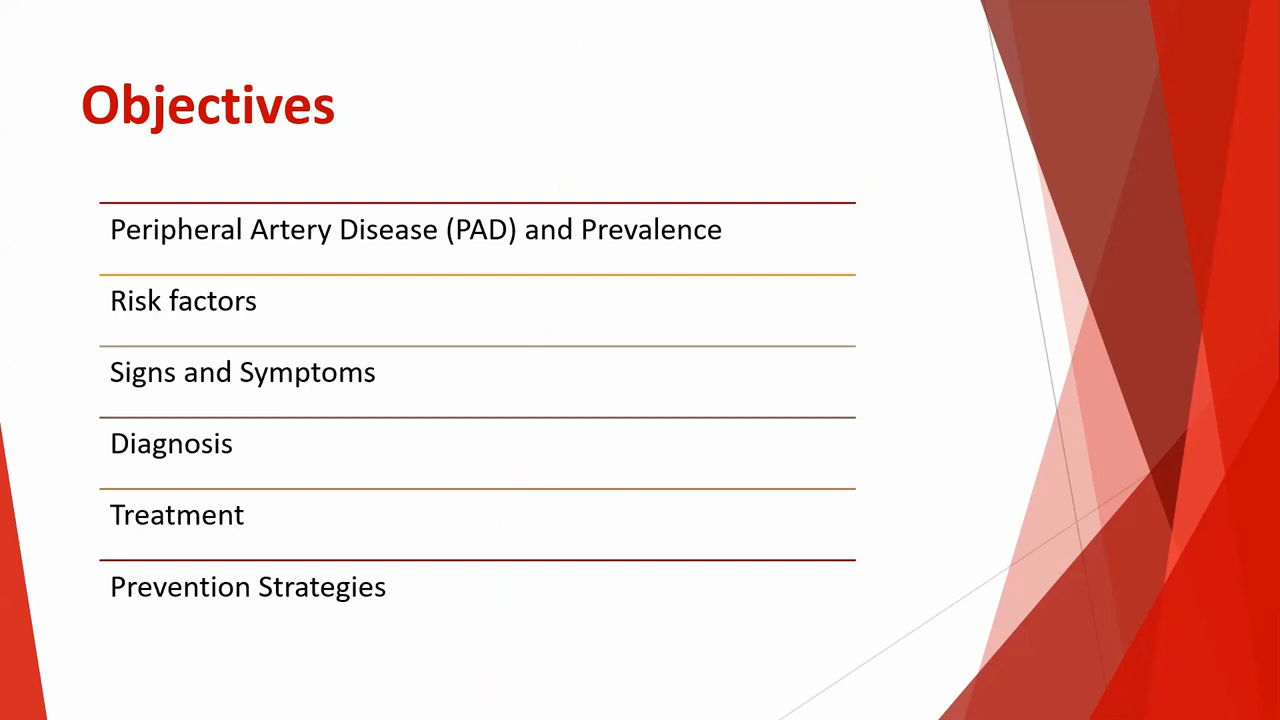 Objectives
Peripheral Artery Disease (PAD) and Prevalence
Risk factors
Signs and Symptoms
Diagnosis
Treatment
Prevention Strategies